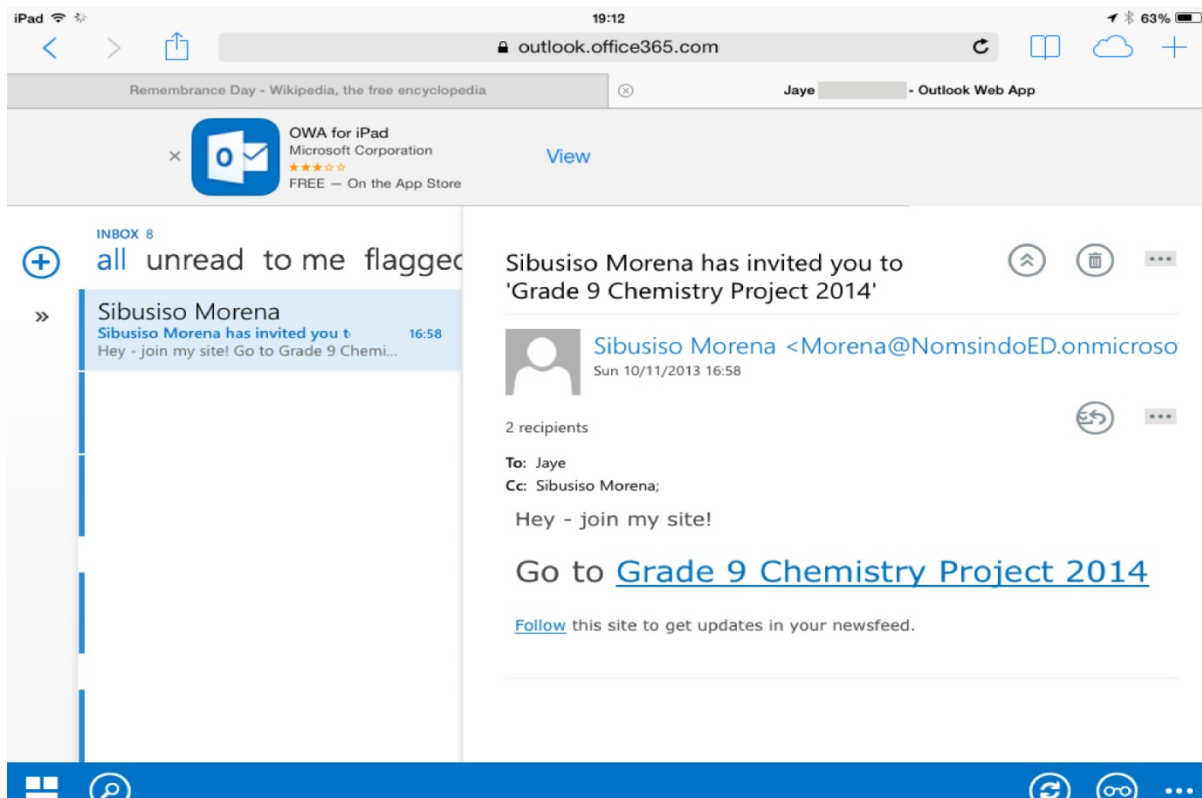 iPad 19:12 63%
outlook.office365.com
Remembrance Day - Wikipedia, the free encyclopedia
Jaye - Outlook Web App
OWA for iPad
Microsoft Corporation
★★★☆☆
FREE — On the App Store
View
INBOX 8
all unread to me flagged
Sibusiso Morena
Sibusiso Morena has invited you t 16:58
Hey - join my site! Go to Grade 9 Chemi...
Sibusiso Morena has invited you to
'Grade 9 Chemistry Project 2014'
Sibusiso Morena <Morena@NomsindoED.onmicroso
Sun 10/11/2013 16:58
2 recipients
To: Jaye
Cc: Sibusiso Morena;
Hey - join my site!
Go to Grade 9 Chemistry Project 2014
Follow this site to get updates in your newsfeed.